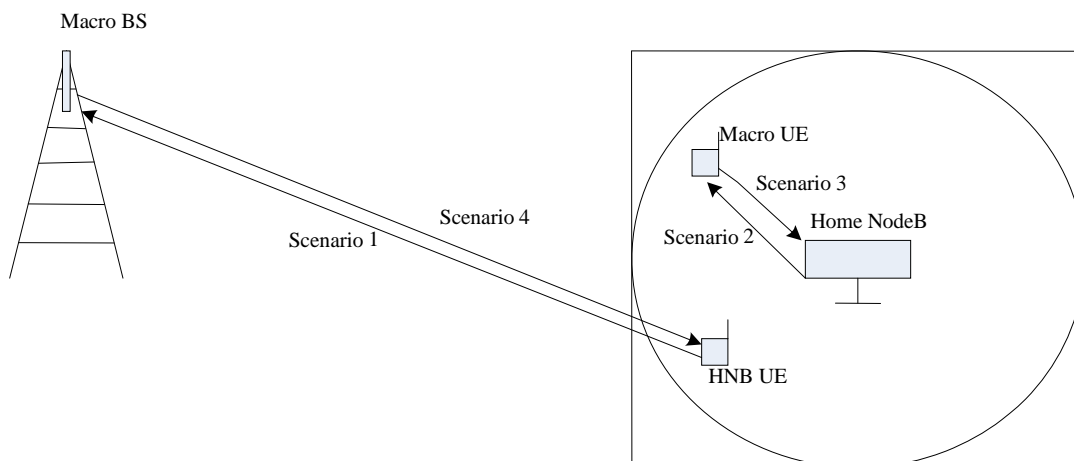 Macro BS
Macro UE
Scenario 3
Scenario 4
Home NodeB
Scenario 2
Scenario 1
HNB UE